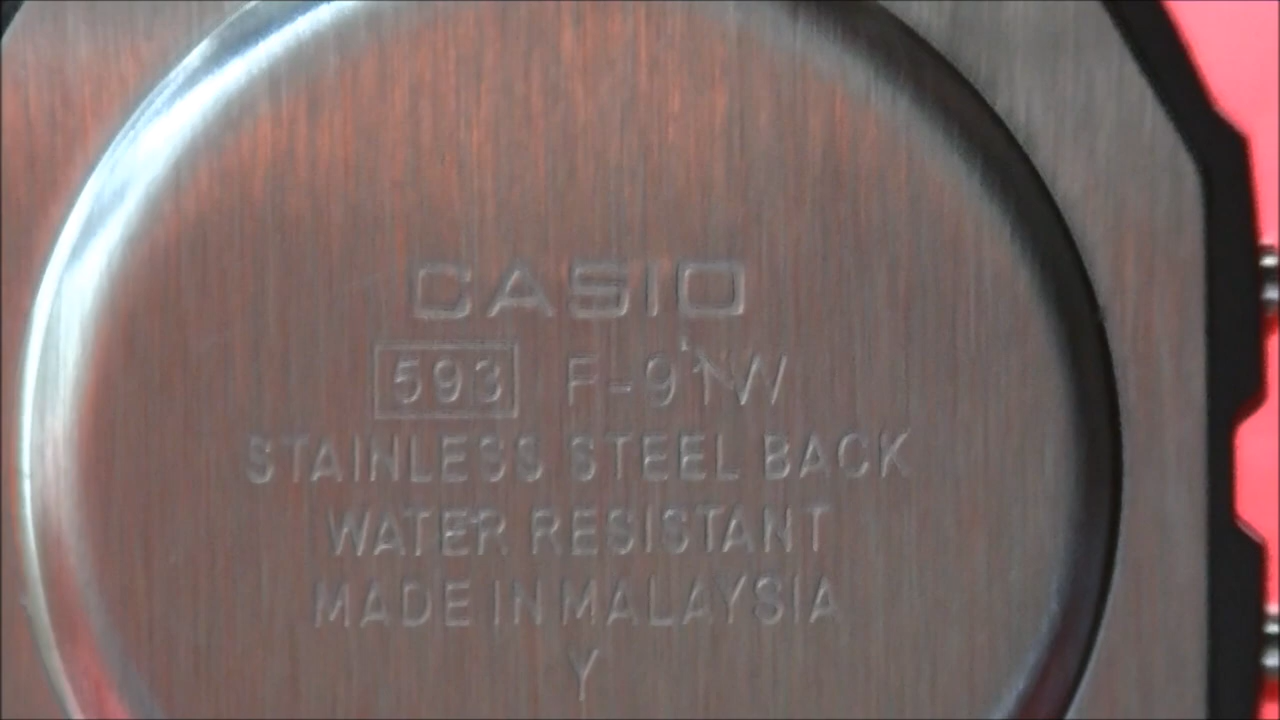 CASIO
593 F-91W
STAINLESS STEEL BACK
WATER RESISTANT
MADE IN MALAYSIA
Y